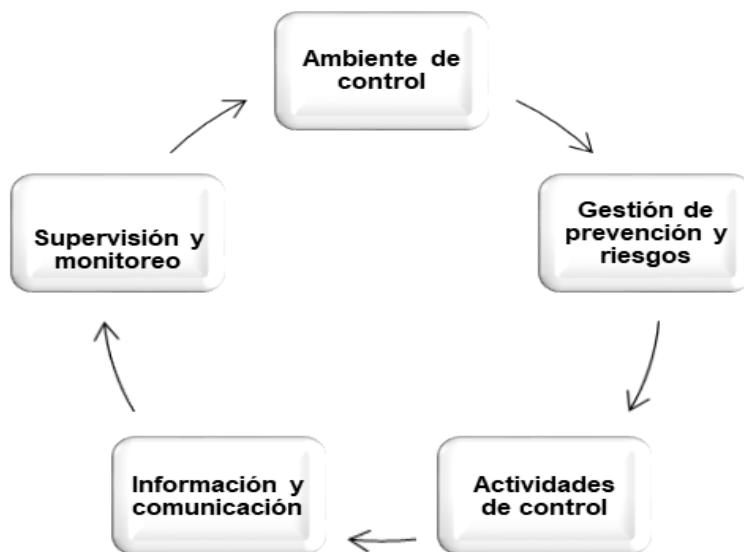 Ambiente de
control
Gestión de
prevención y
riesgos
Actividades
de control
Información y
comunicación
Supervisión y
monitoreo